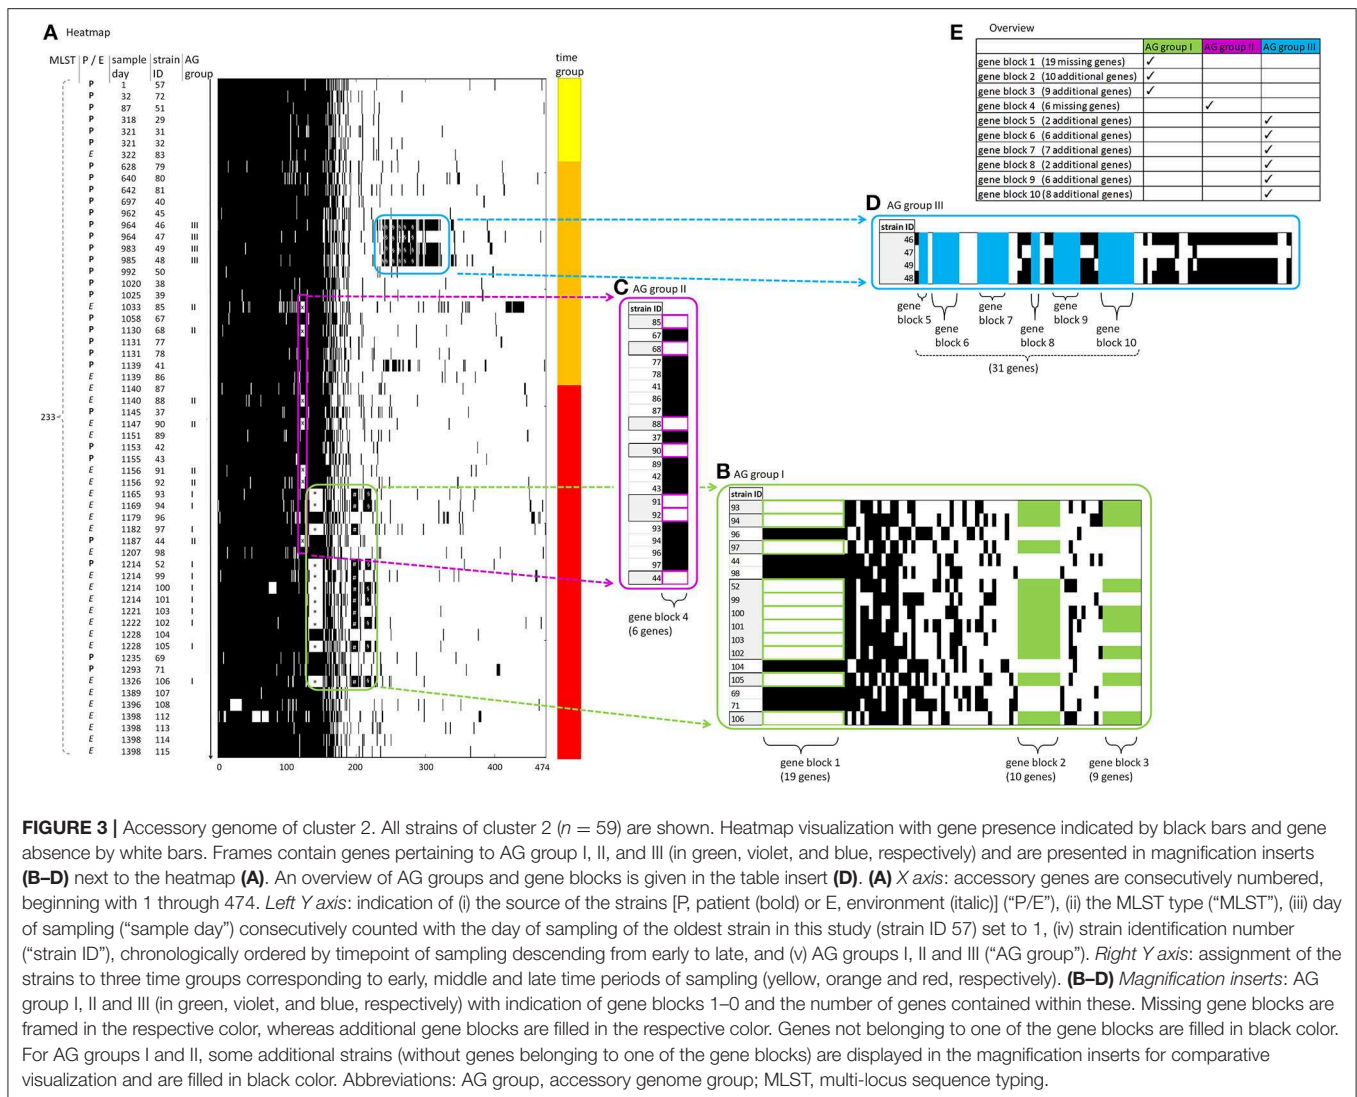 A Heatmap
MLST P / E sample day strain ID AG group
time group
P 1 57
P 32 72
P 87 51
P 318 29
P 321 31
P 321 32
E 322 83
P 628 79
P 640 80
P 642 81
P 697 40
P 962 45
P 964 46 III
P 964 47 III
P 983 49 III
P 985 48 III
P 992 50
P 1020 38
P 1025 39
E 1033 85 II
P 1058 67
P 1130 68 II
P 1131 77
P 1131 78
P 1139 41
E 1139 86
E 1140 87
E 1140 88 II
233 P 1145 37
E 1147 90 II
E 1151 89
P 1153 42
P 1155 43
E 1156 91 II
E 1156 92 II
E 1165 93 I
E 1169 94 I
E 1179 96
E 1182 97 I
P 1187 44 II
E 1207 98
P 1214 52 I
E 1214 99 I
E 1214 100 I
E 1214 101 I
E 1221 103 I
E 1222 102 I
E 1228 104
E 1228 105 I
P 1235 69
P 1293 71
E 1326 106 I
E 1389 107
E 1396 108
E 1398 112
E 1398 113
E 1398 114
E 1398 115
0 100 200 300 400 474
E Overview
AG group I AG group II AG group III
gene block 1 (19 missing genes) ✓
gene block 2 (10 additional genes) ✓
gene block 3 (9 additional genes) ✓
gene block 4 (6 missing genes) ✓
gene block 5 (2 additional genes) ✓
gene block 6 (6 additional genes) ✓
gene block 7 (7 additional genes) ✓
gene block 8 (2 additional genes) ✓
gene block 9 (6 additional genes) ✓
gene block 10 (8 additional genes) ✓
D AG group III
strain ID
46
47
49
48
gene block 5
gene block 6
gene block 7
gene block 8
gene block 9
gene block 10
(31 genes)
C AG group II
strain ID
85
67
68
77
78
41
86
87
88
37
90
89
42
43
91
92
93
94
96
97
44
gene block 4
(6 genes)
B AG group I
strain ID
93
94
96
97
44
98
52
99
100
101
103
102
104
105
69
71
106
gene block 1
(19 genes)
gene block 2
(10 genes)
gene block 3
(9 genes)
FIGURE 3 | Accessory genome of cluster 2. All strains of cluster 2 (n = 59) are shown. Heatmap visualization with gene presence indicated by black bars and gene
absence by white bars. Frames contain genes pertaining to AG group I, II, and III (in green, violet, and blue, respectively) and are presented in magnification inserts
(B–D) next to the heatmap (A). An overview of AG groups and gene blocks is given in the table insert (D). (A) X axis: accessory genes are consecutively numbered,
beginning with 1 through 474. Left Y axis: indication of (i) the source of the strains [P, patient (bold) or E, environment (italic)] (“P/E”), (ii) the MLST type (“MLST”), (iii) day
of sampling (“sample day”) consecutively counted with the day of sampling of the oldest strain in this study (strain ID 57) set to 1, (iv) strain identification number
(“strain ID”), chronologically ordered by timepoint of sampling descending from early to late, and (v) AG groups I, II and III (“AG group”). Right Y axis: assignment of the
strains to three time groups corresponding to early, middle and late time periods of sampling (yellow, orange and red, respectively). (B–D) Magnification inserts: AG
group I, II and III (in green, violet, and blue, respectively) with indication of gene blocks 1–0 and the number of genes contained within these. Missing gene blocks are
framed in the respective color, whereas additional gene blocks are filled in the respective color. Genes not belonging to one of the gene blocks are filled in black color.
For AG groups I and II, some additional strains (without genes belonging to one of the gene blocks) are displayed in the magnification inserts for comparative
visualization and are filled in black color. Abbreviations: AG group, accessory genome group; MLST, multi-locus sequence typing.